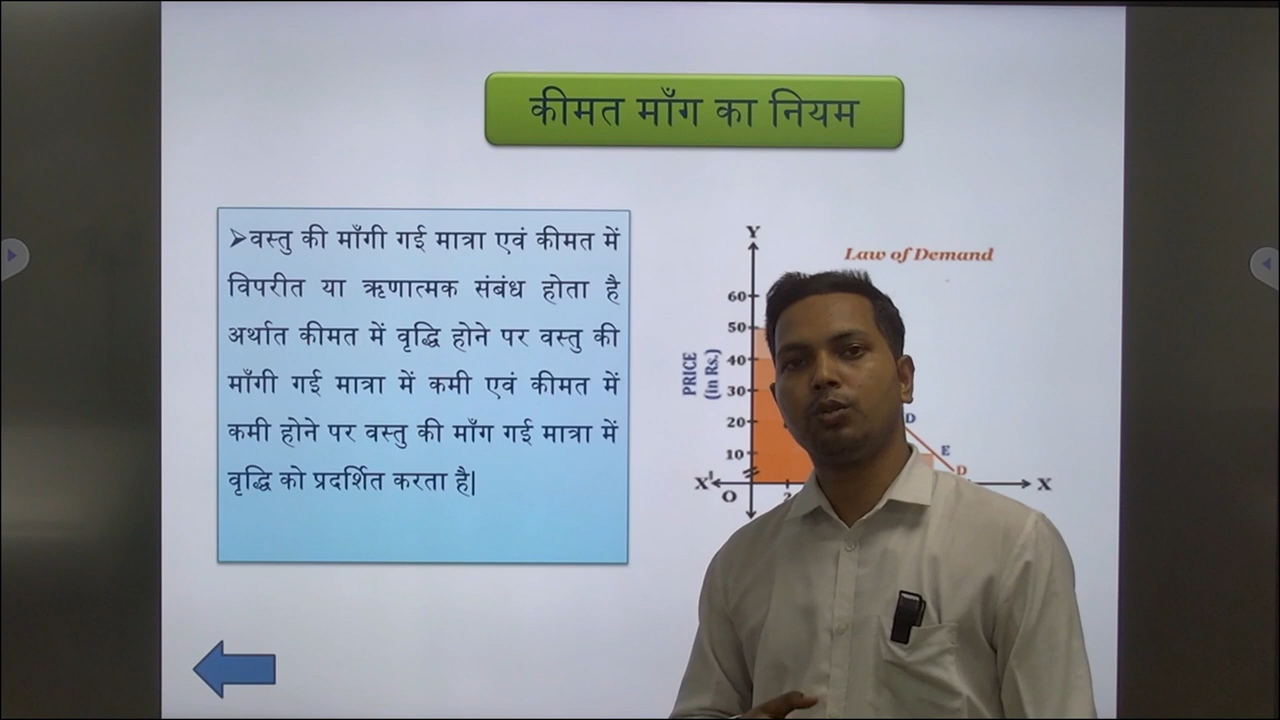 कीमत माँग का नियम
➢वस्तु की माँगी गई मात्रा एवं कीमत में
विपरीत या ऋणात्मक संबंध होता है
अर्थात कीमत में वृद्धि होने पर वस्तु की
माँगी गई मात्रा में कमी एवं कीमत में
कमी होने पर वस्तु की माँग गई मात्रा में
वृद्धि को प्रदर्शित करता है|
Y
Law of Demand
60
50
PRICE
(in Rs.)
40
30
20
D
10
E
D
X'
O
X